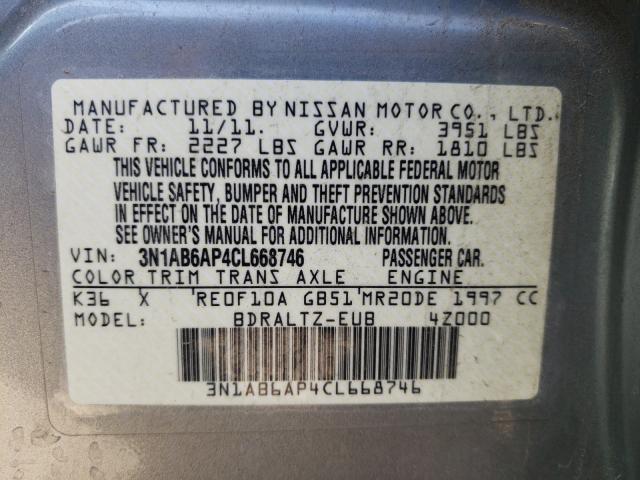 MANUFACTURED BY NISSAN MOTOR CO., LTD.
DATE: 11/11. GVWR: 3951 LBS
GAWR FR: 2227 LBS GAWR RR: 1810 LBS
THIS VEHICLE CONFORMS TO ALL APPLICABLE FEDERAL MOTOR
VEHICLE SAFETY, BUMPER AND THEFT PREVENTION STANDARDS
IN EFFECT ON THE DATE OF MANUFACTURE SHOWN ABOVE.
SEE OWNER'S MANUAL FOR ADDITIONAL INFORMATION.
VIN: 3N1AB6AP4CL668746 PASSENGER CAR.
COLOR TRIM TRANS AXLE ENGINE
K36 X RE0F10A GB51 MR20DE 1997 CC
MODEL: BDRALTZ-EUB 4Z000
3N1AB6AP4CL668746